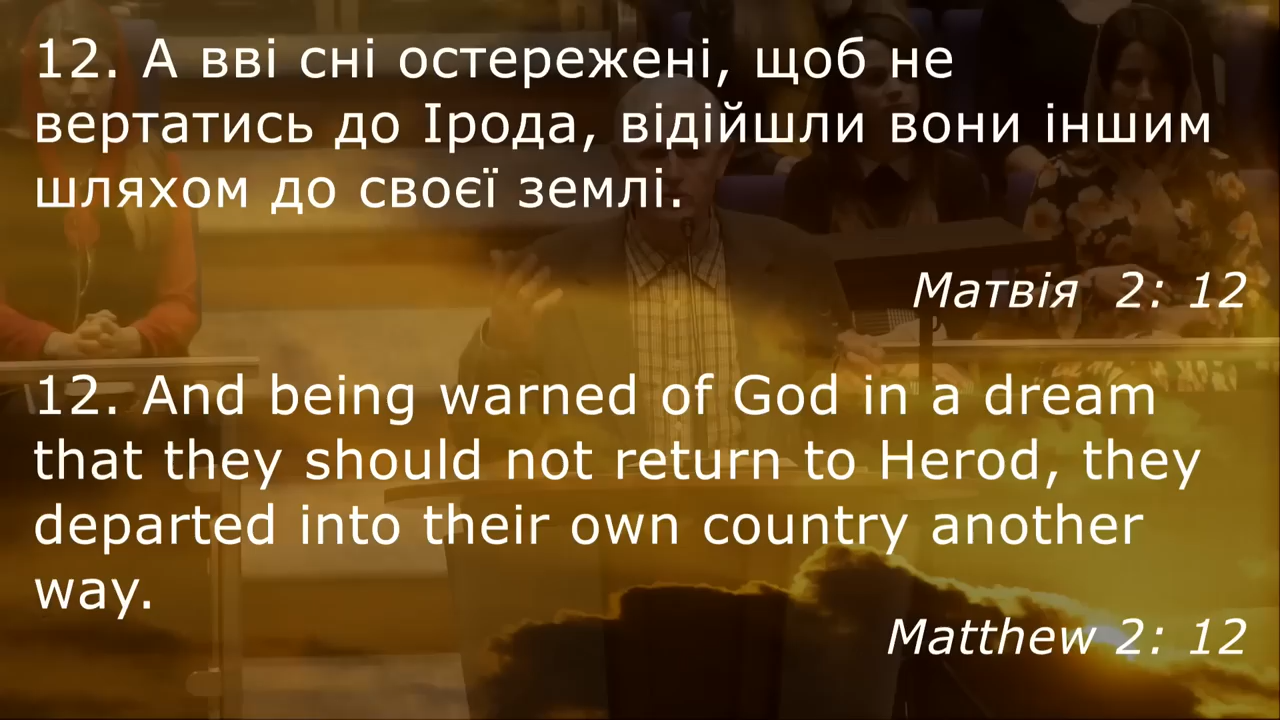 12. А вві сні остережені, щоб не
вертатись до Ірода, відійшли вони іншим
шляхом до своєї землі.
Матвія 2: 12
12. And being warned of God in a dream
that they should not return to Herod, they
departed into their own country another
way.
Matthew 2: 12